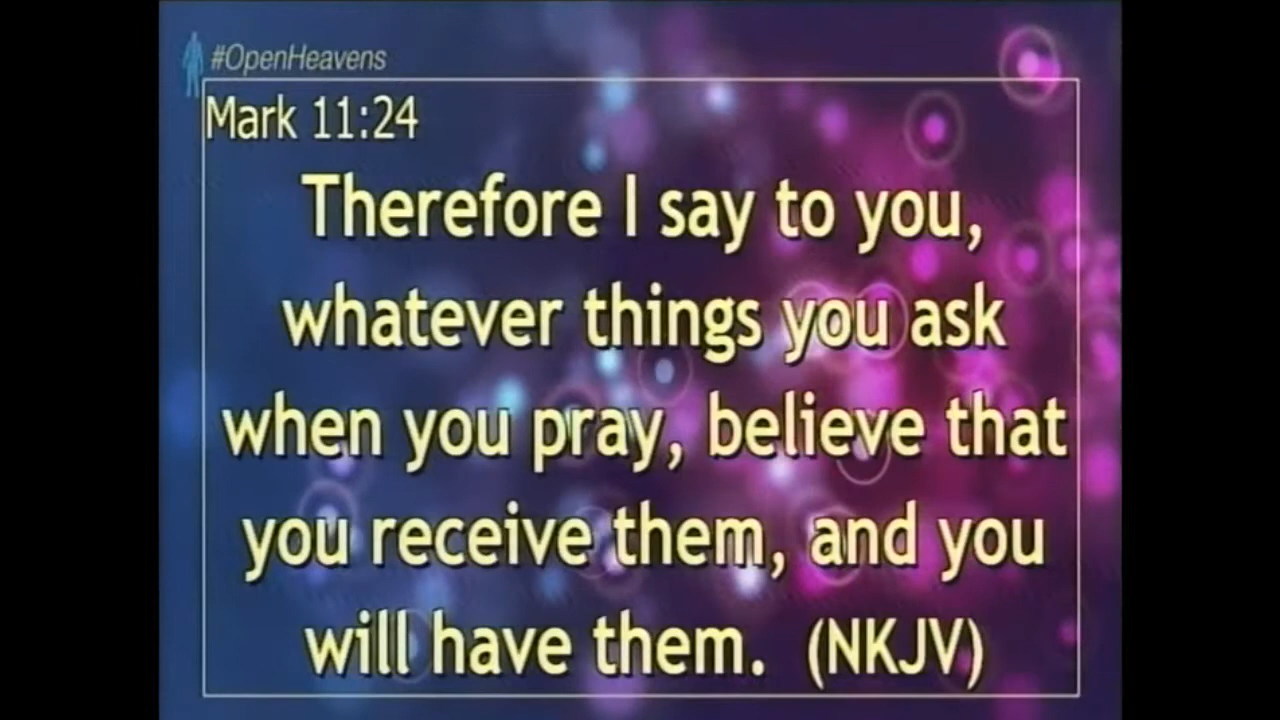 #OpenHeavens
Mark 11:24
Therefore I say to you,
whatever things you ask
when you pray, believe that
you receive them, and you
will have them. (NKJV)